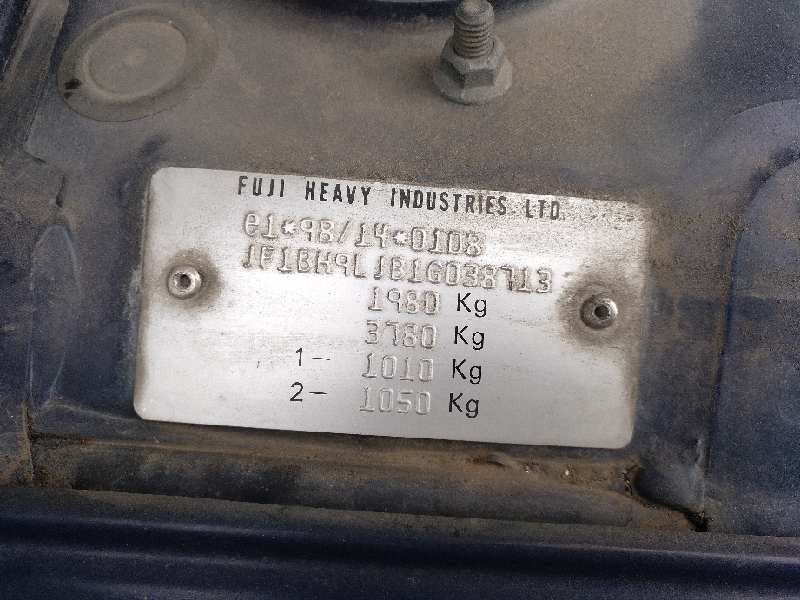 FUJI HEAVY INDUSTRIES LTD.
e1*98/14*0108
JF1BH9LJB1G038713
1980 Kg
3780 Kg
1- 1010 Kg
2- 1050 Kg